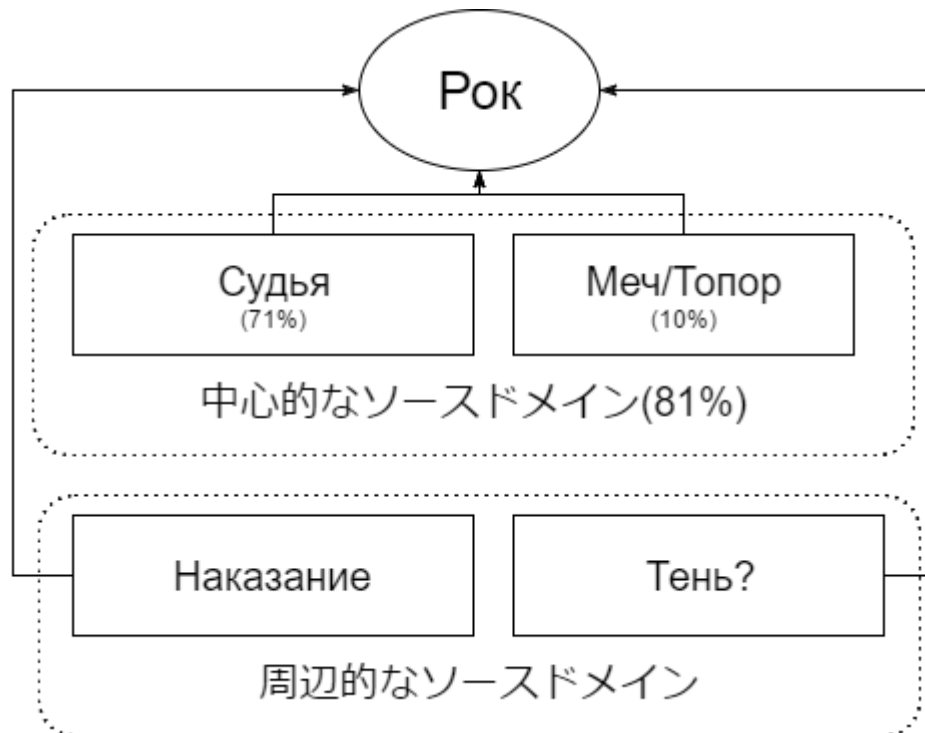 Рок
Судья
(71%)
Меч/Топор
(10%)
中心的なソースドメイン(81%)
Наказание
Тень?
周辺的なソースドメイン